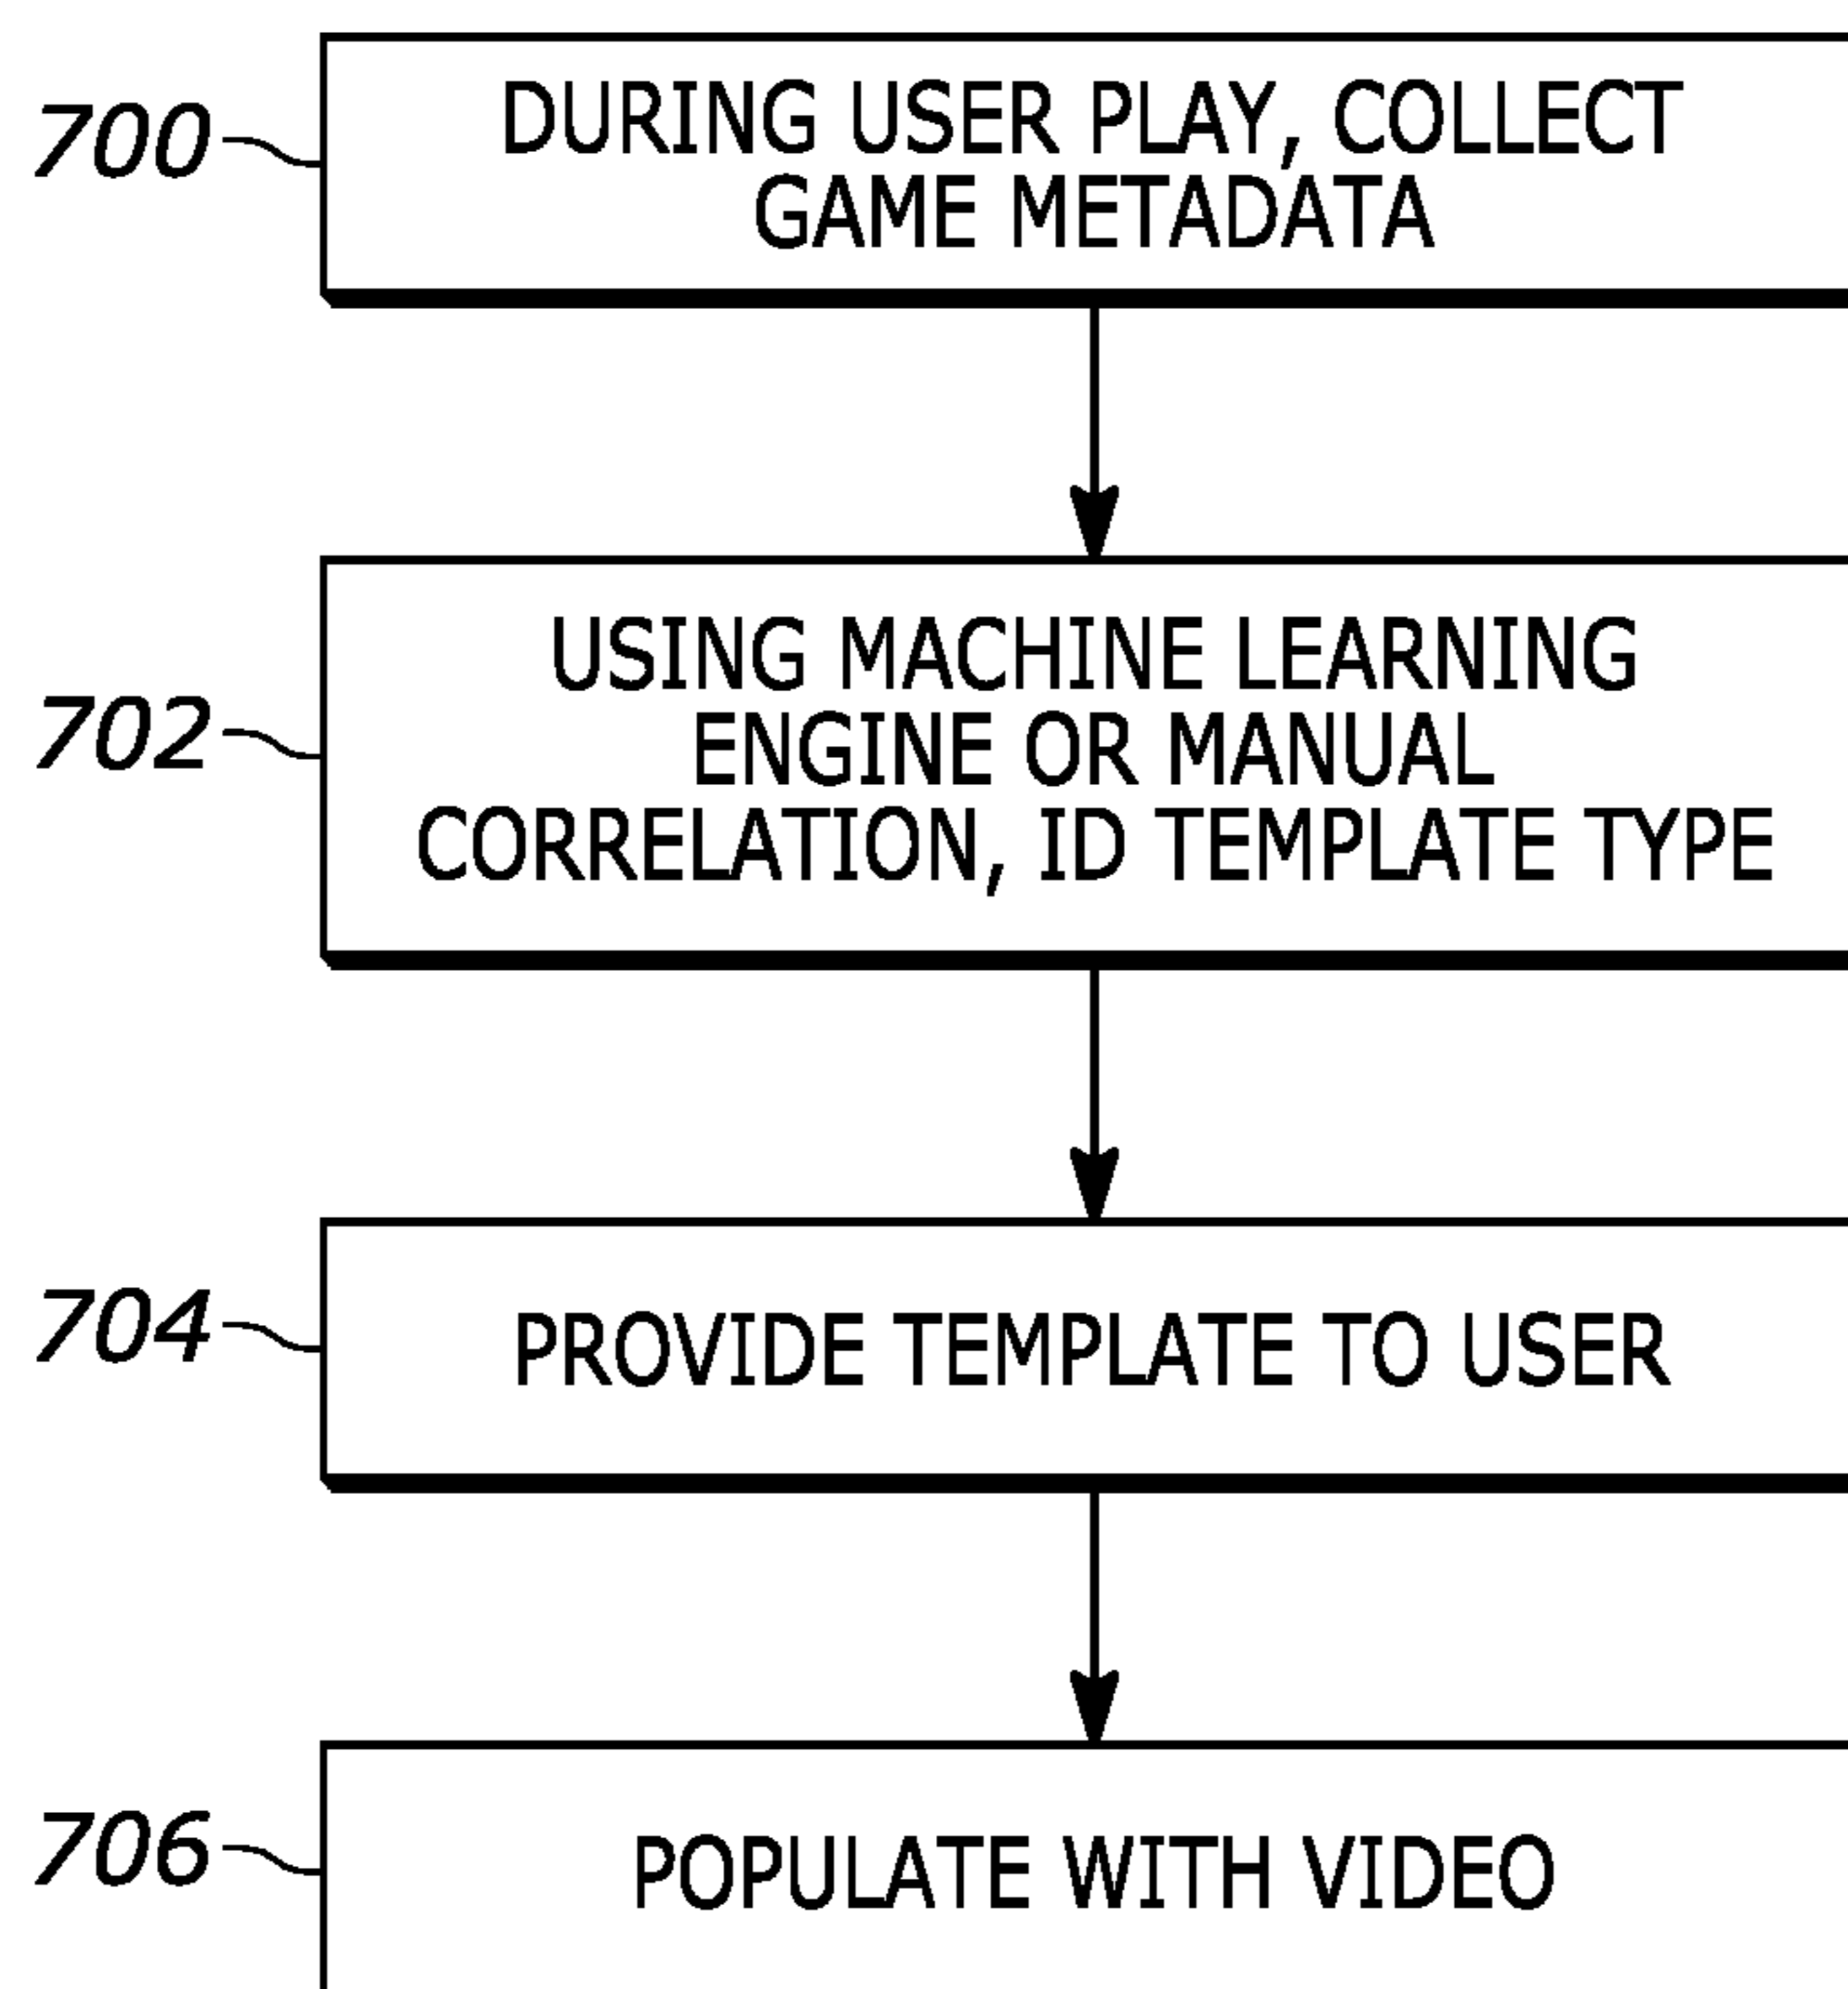 700
DURING USER PLAY, COLLECT
GAME METADATA
702
USING MACHINE LEARNING
ENGINE OR MANUAL
CORRELATION, ID TEMPLATE TYPE
704
PROVIDE TEMPLATE TO USER
706
POPULATE WITH VIDEO